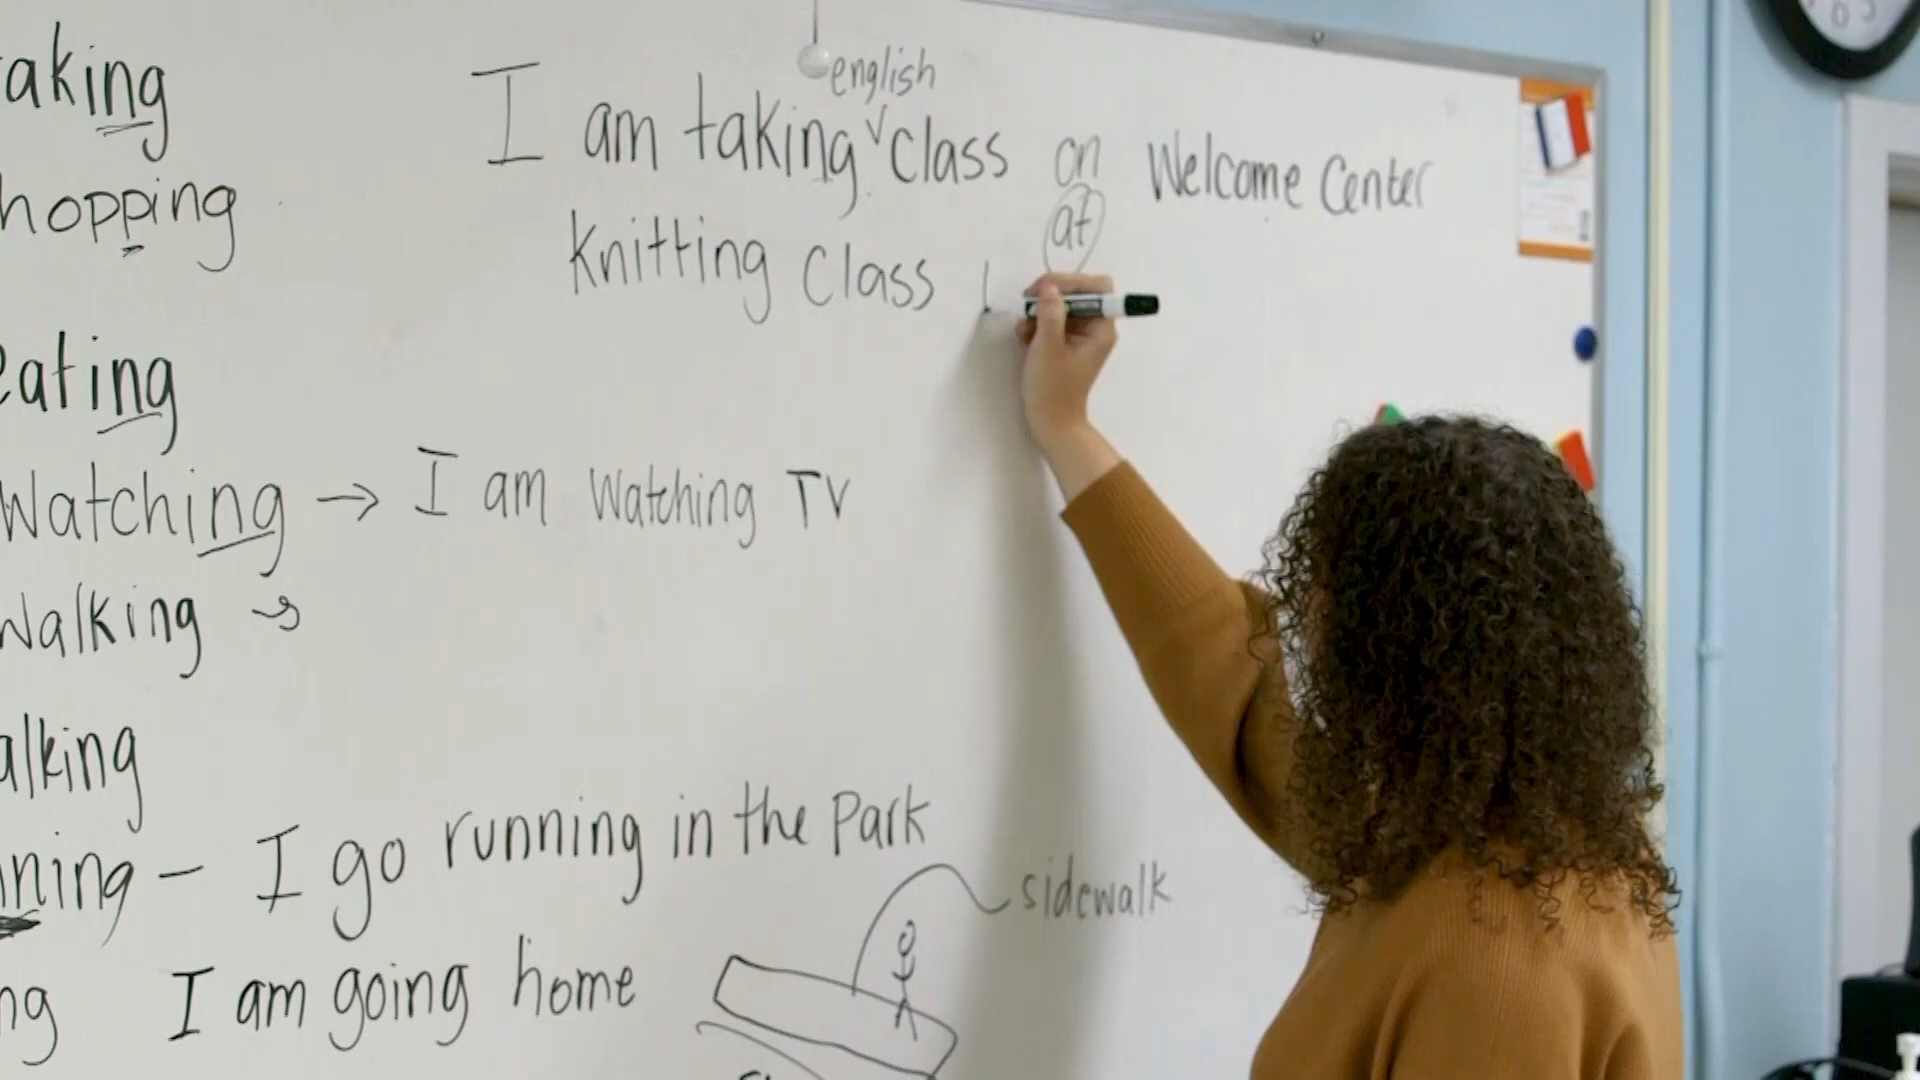 aking
english
I am taking class on Welcome Center
hopping
at
knitting class
eating
Watching → I am watching TV
Walking
alking
ning - I go running in the Park
sidewalk
ng I am going home